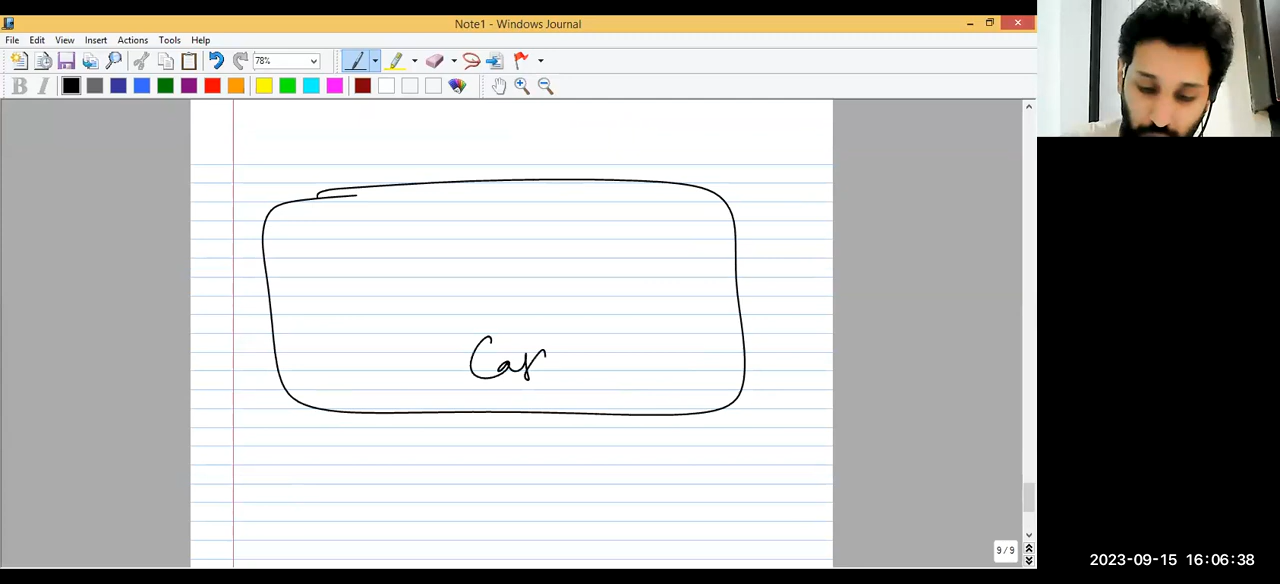 Note1 - Windows Journal
File Edit View Insert Actions Tools Help
78%
B I
Car
9 / 9
2023-09-15 16:06:38